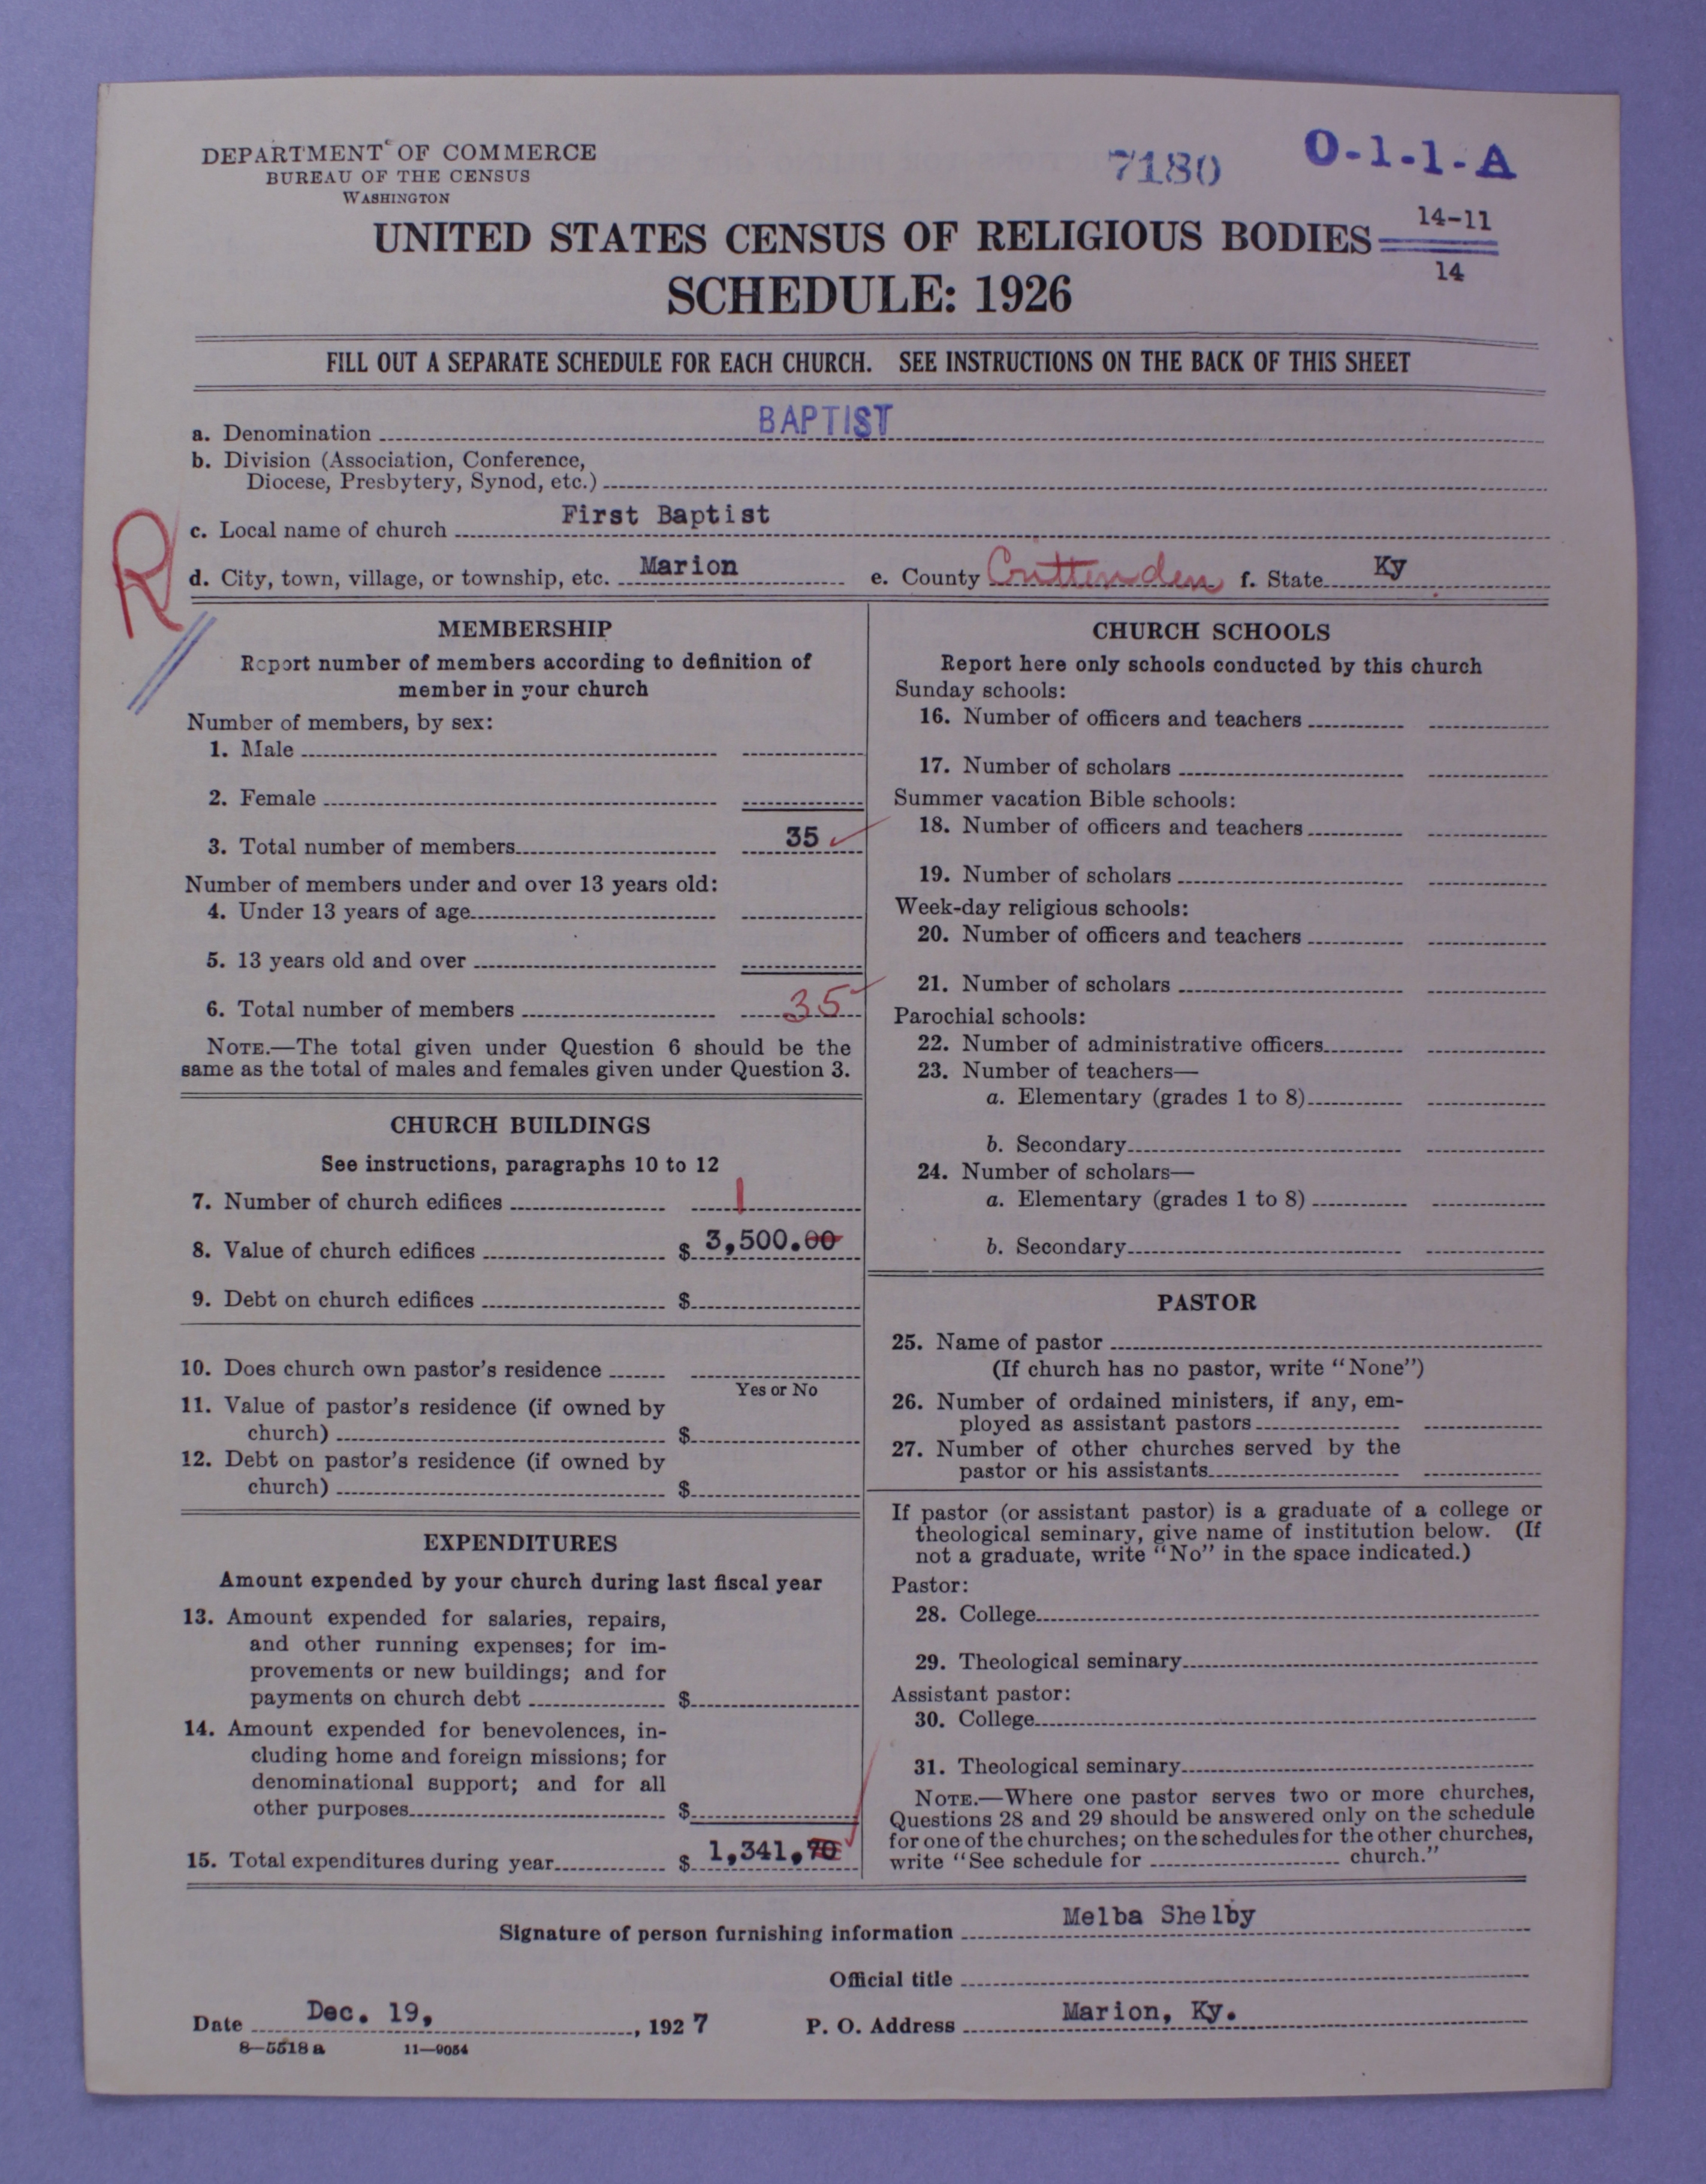 DEPARTMENT OF COMMERCE
BUREAU OF THE CENSUS
WASHINGTON
7180
O-1-1-A
UNITED STATES CENSUS OF RELIGIOUS BODIES
14-11
14
SCHEDULE: 1926
FILL OUT A SEPARATE SCHEDULE FOR EACH CHURCH. SEE INSTRUCTIONS ON THE BACK OF THIS SHEET
a. Denomination BAPTIST
b. Division (Association, Conference,
Diocese, Presbytery, Synod, etc.)
c. Local name of church First Baptist
R
d. City, town, village, or township, etc. Marion e. County Crittenden f. State Ky
MEMBERSHIP
Report number of members according to definition of
member in your church
Number of members, by sex:
1. Male
2. Female
3. Total number of members 35
Number of members under and over 13 years old:
4. Under 13 years of age
5. 13 years old and over
6. Total number of members 35
NOTE.—The total given under Question 6 should be the
same as the total of males and females given under Question 3.
CHURCH BUILDINGS
See instructions, paragraphs 10 to 12
7. Number of church edifices 1
8. Value of church edifices $ 3,500.00
9. Debt on church edifices $
10. Does church own pastor's residence
Yes or No
11. Value of pastor's residence (if owned by
church) $
12. Debt on pastor's residence (if owned by
church) $
EXPENDITURES
Amount expended by your church during last fiscal year
13. Amount expended for salaries, repairs,
and other running expenses; for im-
provements or new buildings; and for
payments on church debt $
14. Amount expended for benevolences, in-
cluding home and foreign missions; for
denominational support; and for all
other purposes $
15. Total expenditures during year $ 1,341.70
CHURCH SCHOOLS
Report here only schools conducted by this church
Sunday schools:
16. Number of officers and teachers
17. Number of scholars
Summer vacation Bible schools:
18. Number of officers and teachers
19. Number of scholars
Week-day religious schools:
20. Number of officers and teachers
21. Number of scholars
Parochial schools:
22. Number of administrative officers
23. Number of teachers—
a. Elementary (grades 1 to 8)
b. Secondary
24. Number of scholars—
a. Elementary (grades 1 to 8)
b. Secondary
PASTOR
25. Name of pastor
(If church has no pastor, write "None")
26. Number of ordained ministers, if any, em-
ployed as assistant pastors
27. Number of other churches served by the
pastor or his assistants
If pastor (or assistant pastor) is a graduate of a college or
theological seminary, give name of institution below. (If
not a graduate, write "No" in the space indicated.)
Pastor:
28. College
29. Theological seminary
Assistant pastor:
30. College
31. Theological seminary
NOTE.—Where one pastor serves two or more churches,
Questions 28 and 29 should be answered only on the schedule
for one of the churches; on the schedules for the other churches,
write "See schedule for church."
Signature of person furnishing information Melba Shelby
Official title
Date Dec. 19, , 1927 P. O. Address Marion, Ky.
8—5518 a 11—9054